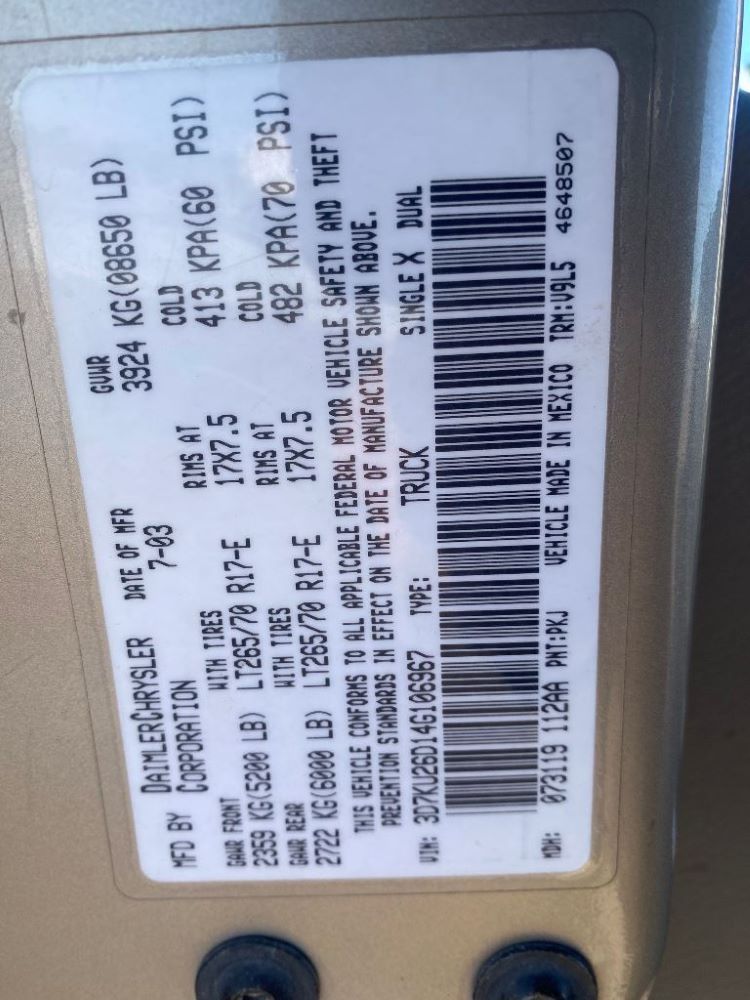 MFD BY DAIMLERCHRYSLER CORPORATION DATE OF MFR 7-03 GVWR 3924 KG(08650 LB)
GAWR FRONT WITH TIRES RIMS AT COLD
2359 KG(5200 LB) LT265/70 R17-E 17X7.5 413 KPA(60 PSI)
GAWR REAR WITH TIRES RIMS AT COLD
2722 KG(6000 LB) LT265/70 R17-E 17X7.5 482 KPA(70 PSI)
THIS VEHICLE CONFORMS TO ALL APPLICABLE FEDERAL MOTOR VEHICLE SAFETY AND THEFT
PREVENTION STANDARDS IN EFFECT ON THE DATE OF MANUFACTURE SHOWN ABOVE.
VIN: 3D7KU26D14G106967 TYPE: TRUCK SINGLE X DUAL
MDH: 073119 112AA PNT:PKJ VEHICLE MADE IN MEXICO TRM:V9L5 4648507